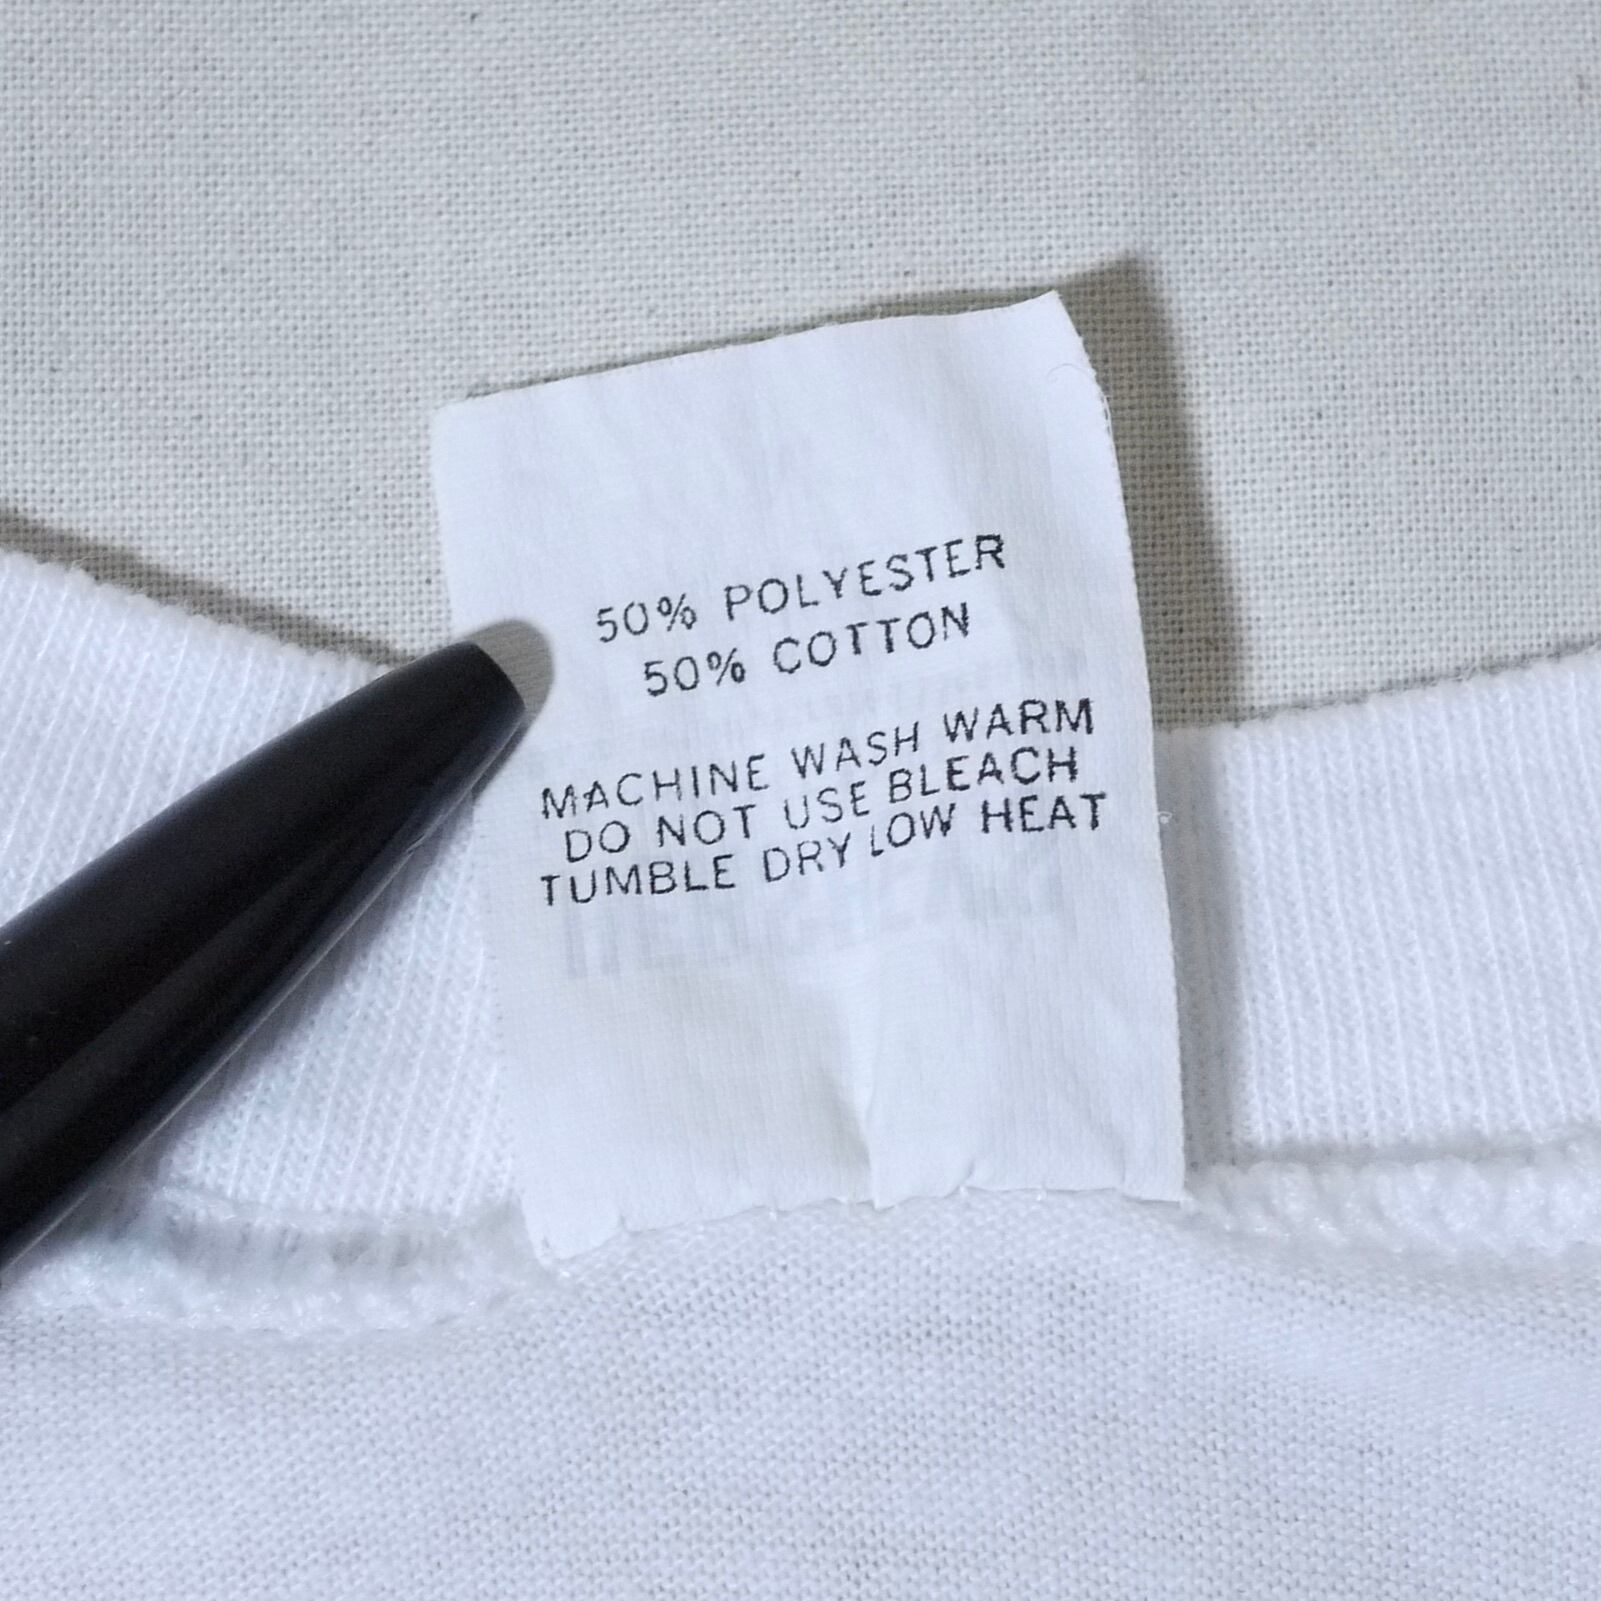 50% POLYESTER
50% COTTON
MACHINE WASH WARM
DO NOT USE BLEACH
TUMBLE DRY LOW HEAT